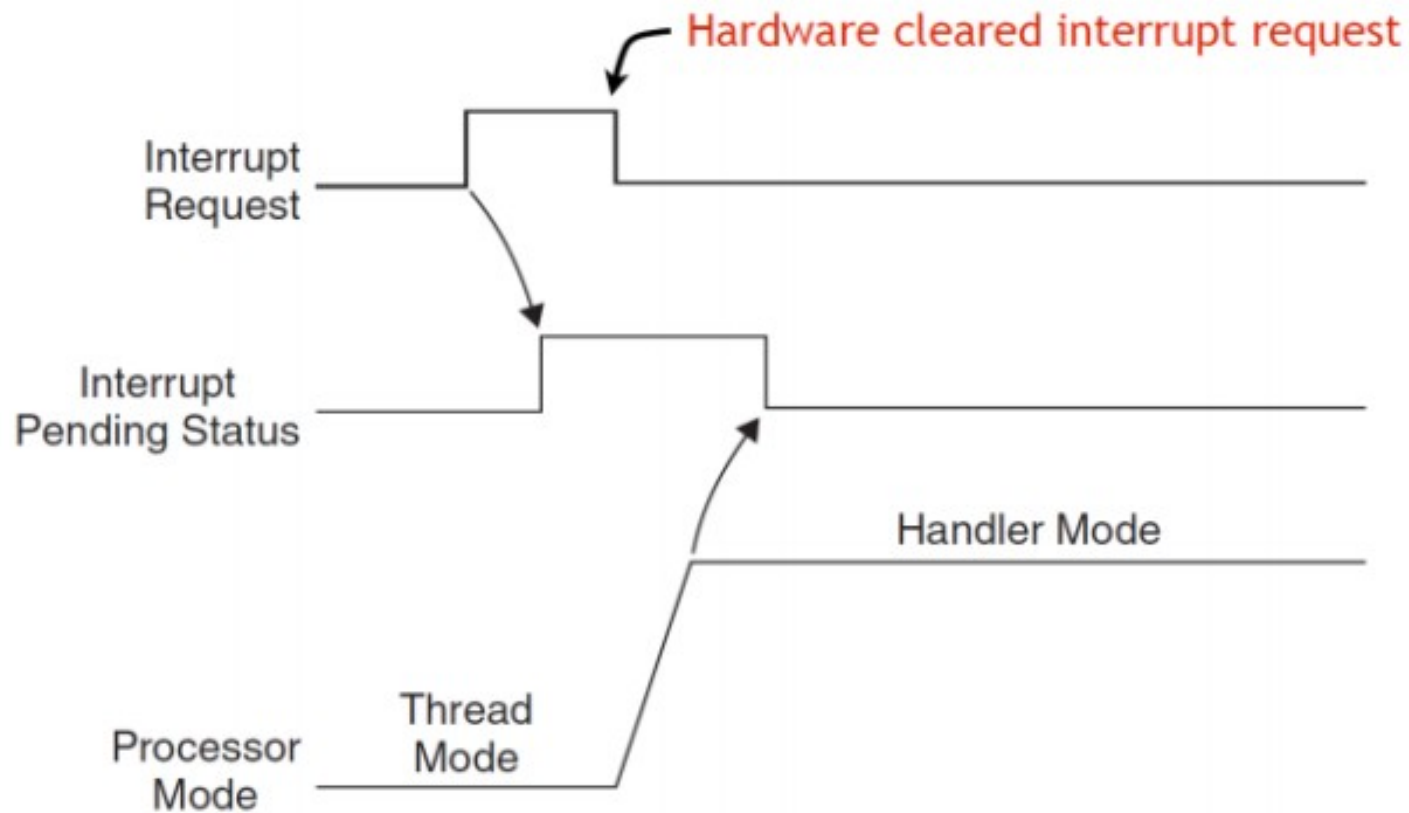 Hardware cleared interrupt request
Interrupt
Request
Interrupt
Pending Status
Handler Mode
Thread
Mode
Processor
Mode